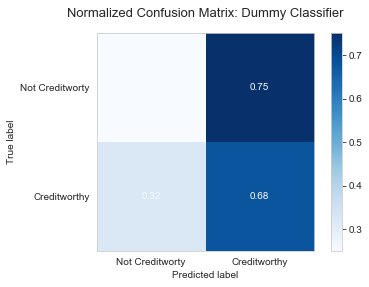 Normalized Confusion Matrix: Dummy Classifier
Not Creditworty
0.75
Creditworthy
0.32
0.68
Not Creditworty
Creditworthy
Predicted label
True label
0.7
0.6
0.5
0.4
0.3